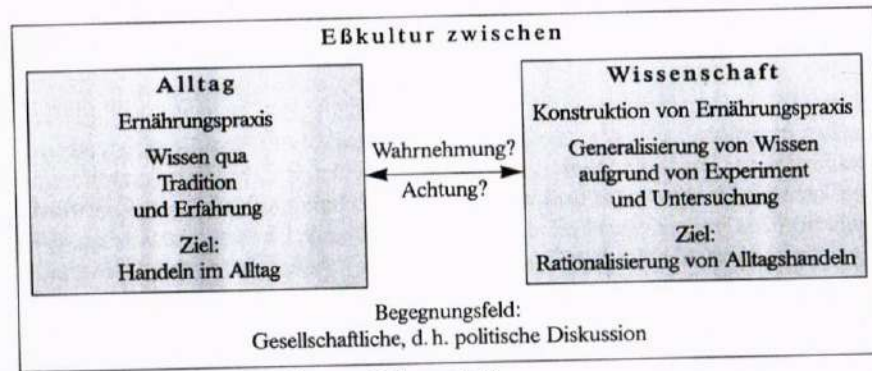 Eßkultur zwischen
Alltag
Ernährungspraxis
Wissen qua
Tradition
und Erfahrung
Ziel:
Handeln im Alltag
Wahrnehmung?
Achtung?
Wissenschaft
Konstruktion von Ernährungspraxis
Generalisierung von Wissen
aufgrund von Experiment
und Untersuchung
Ziel:
Rationalisierung von Alltagshandeln
Begegnungsfeld:
Gesellschaftliche, d. h. politische Diskussion